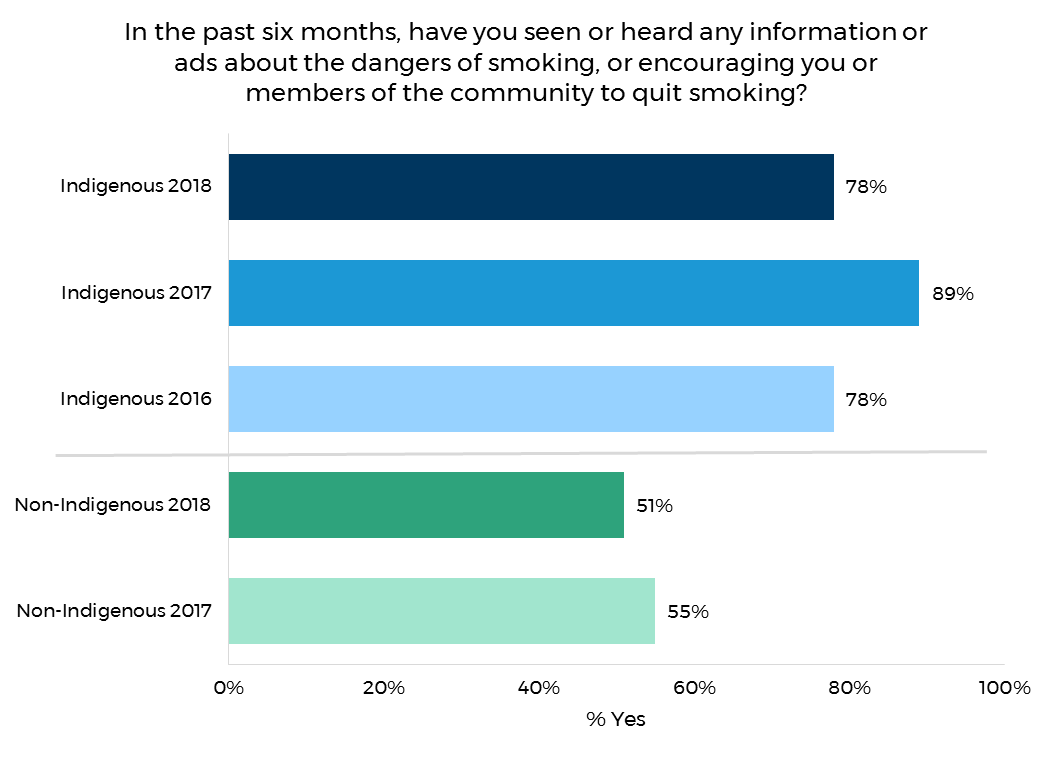 In the past six months, have you seen or heard any information or
ads about the dangers of smoking, or encouraging you or
members of the community to quit smoking?
Indigenous 2018
78%
Indigenous 2017
89%
Indigenous 2016
78%
Non-Indigenous 2018
51%
Non-Indigenous 2017
55%
0% 20% 40% 60% 80% 100%
% Yes